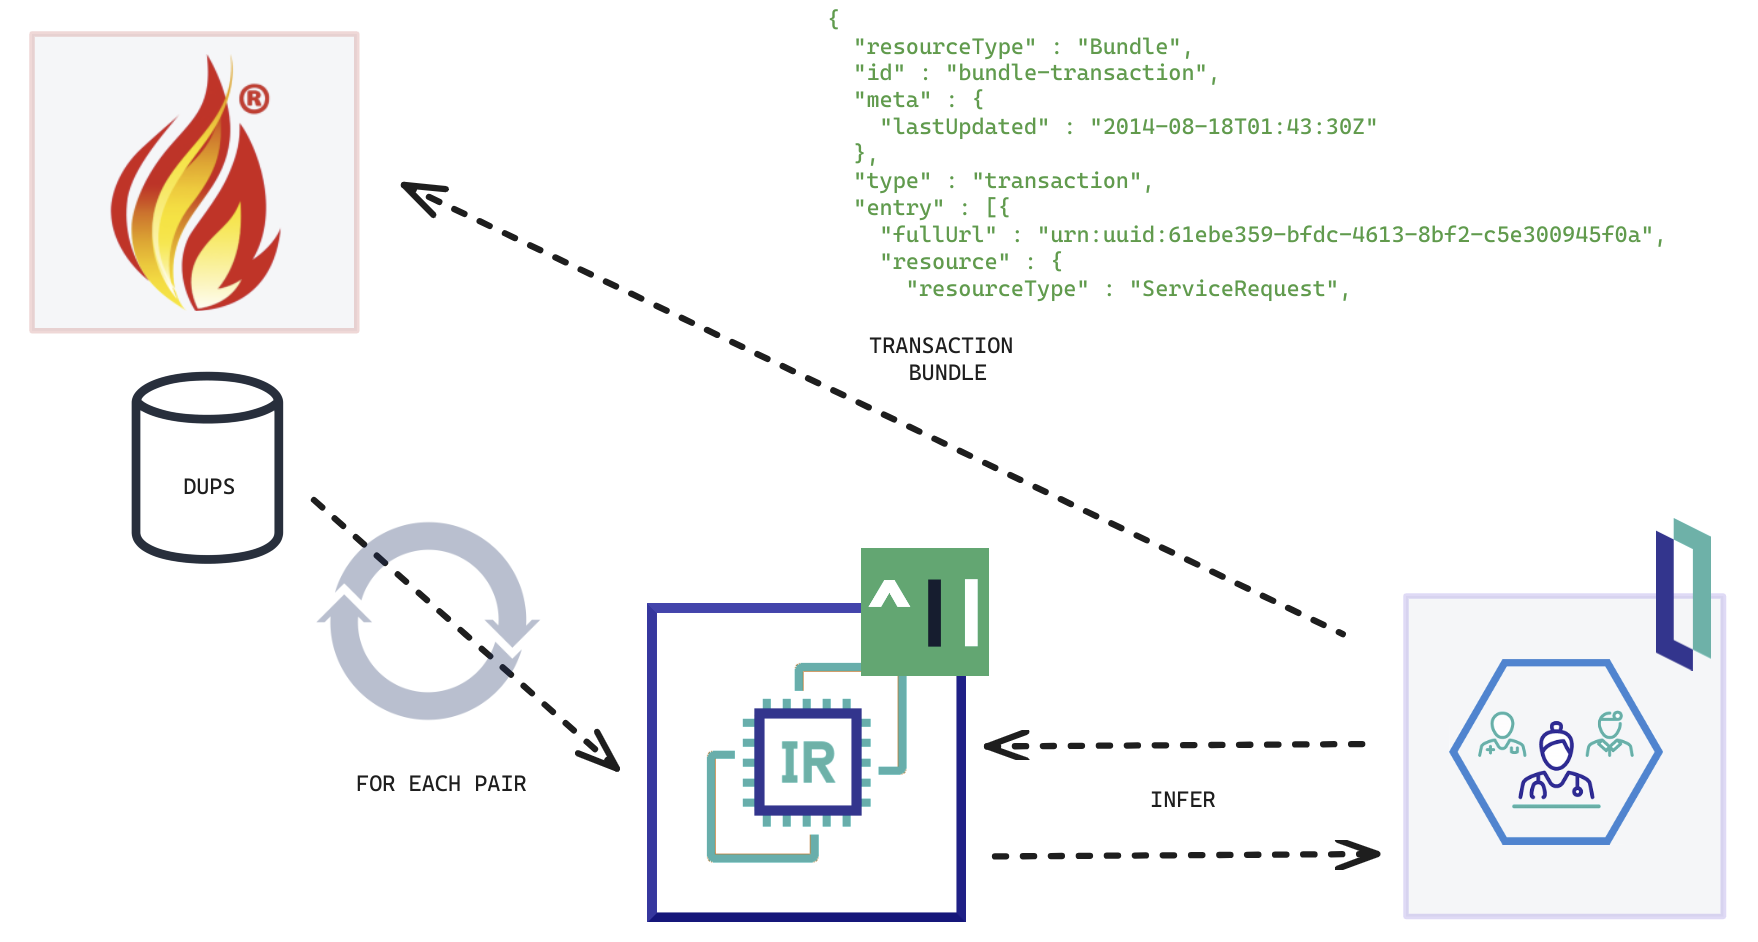 {
"resourceType" : "Bundle",
"id" : "bundle-transaction",
"meta" : {
"lastUpdated" : "2014-08-18T01:43:30Z"
},
"type" : "transaction",
"entry" : [{
"fullUrl" : "urn:uuid:61ebe359-bfdc-4613-8bf2-c5e300945f0a",
"resource" : {
"resourceType" : "ServiceRequest",
®
TRANSACTION
BUNDLE
DUPS
FOR EACH PAIR
IR
INFER